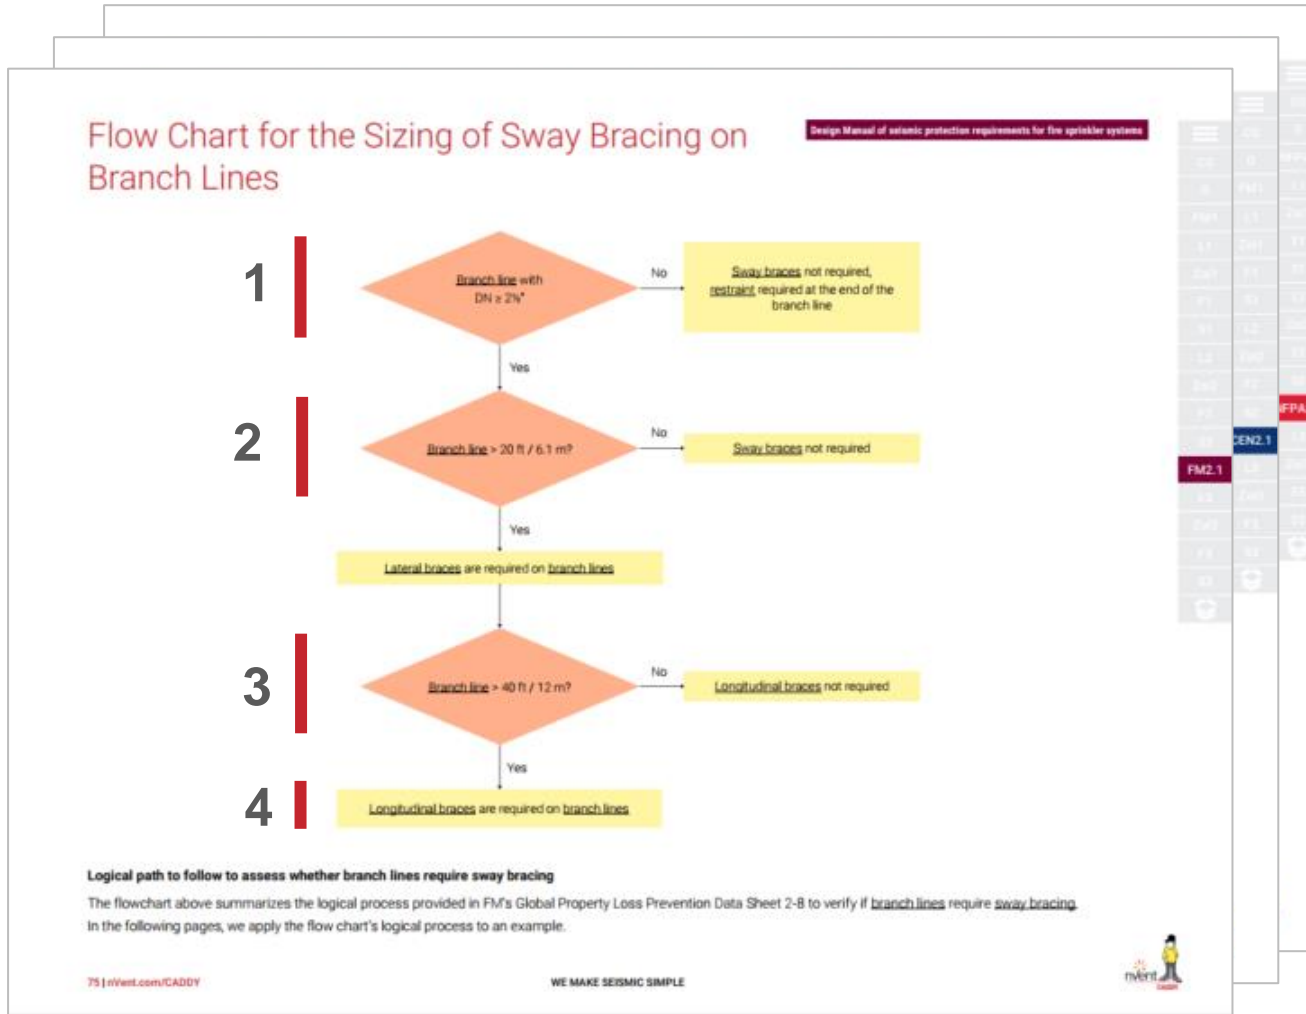 Flow Chart for the Sizing of Sway Bracing on
Branch Lines
Design Manual of seismic protection requirements for fire sprinkler systems
1
Branch line with
DN ≥ 2½"
No
Sway braces not required,
restraint required at the end of the
branch line
Yes
2
Branch line > 20 ft / 6.1 m?
No
Sway braces not required
Yes
Lateral braces are required on branch lines
3
Branch line > 40 ft / 12 m?
No
Longitudinal braces not required
Yes
4
Longitudinal braces are required on branch lines
FM2.1
CEN2.1
Logical path to follow to assess whether branch lines require sway bracing
The flowchart above summarizes the logical process provided in FM's Global Property Loss Prevention Data Sheet 2-8 to verify if branch lines require sway bracing.
In the following pages, we apply the flow chart's logical process to an example.
75 | nVent.com/CADDY
WE MAKE SEISMIC SIMPLE
nVent
CADDY